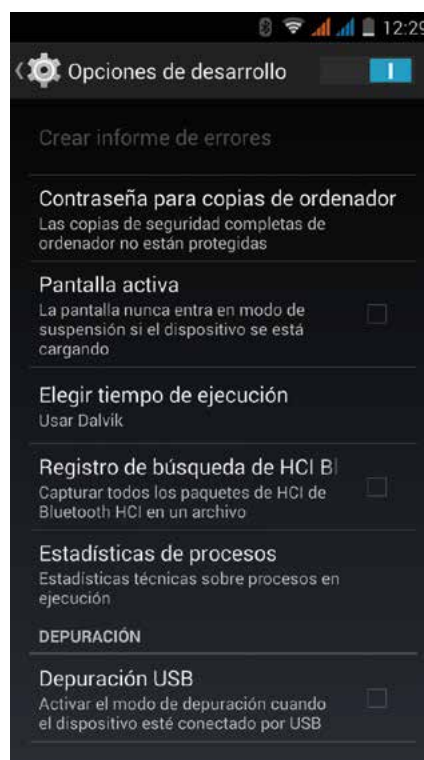 12:29
Opciones de desarrollo
Crear informe de errores
Contraseña para copias de ordenador
Las copias de seguridad completas de
ordenador no están protegidas
Pantalla activa
La pantalla nunca entra en modo de
suspensión si el dispositivo se está
cargando
Elegir tiempo de ejecución
Usar Dalvik
Registro de búsqueda de HCI Bl
Capturar todos los paquetes de HCI de
Bluetooth HCI en un archivo
Estadísticas de procesos
Estadísticas técnicas sobre procesos en
ejecución
DEPURACIÓN
Depuración USB
Activar el modo de depuración cuando
el dispositivo esté conectado por USB